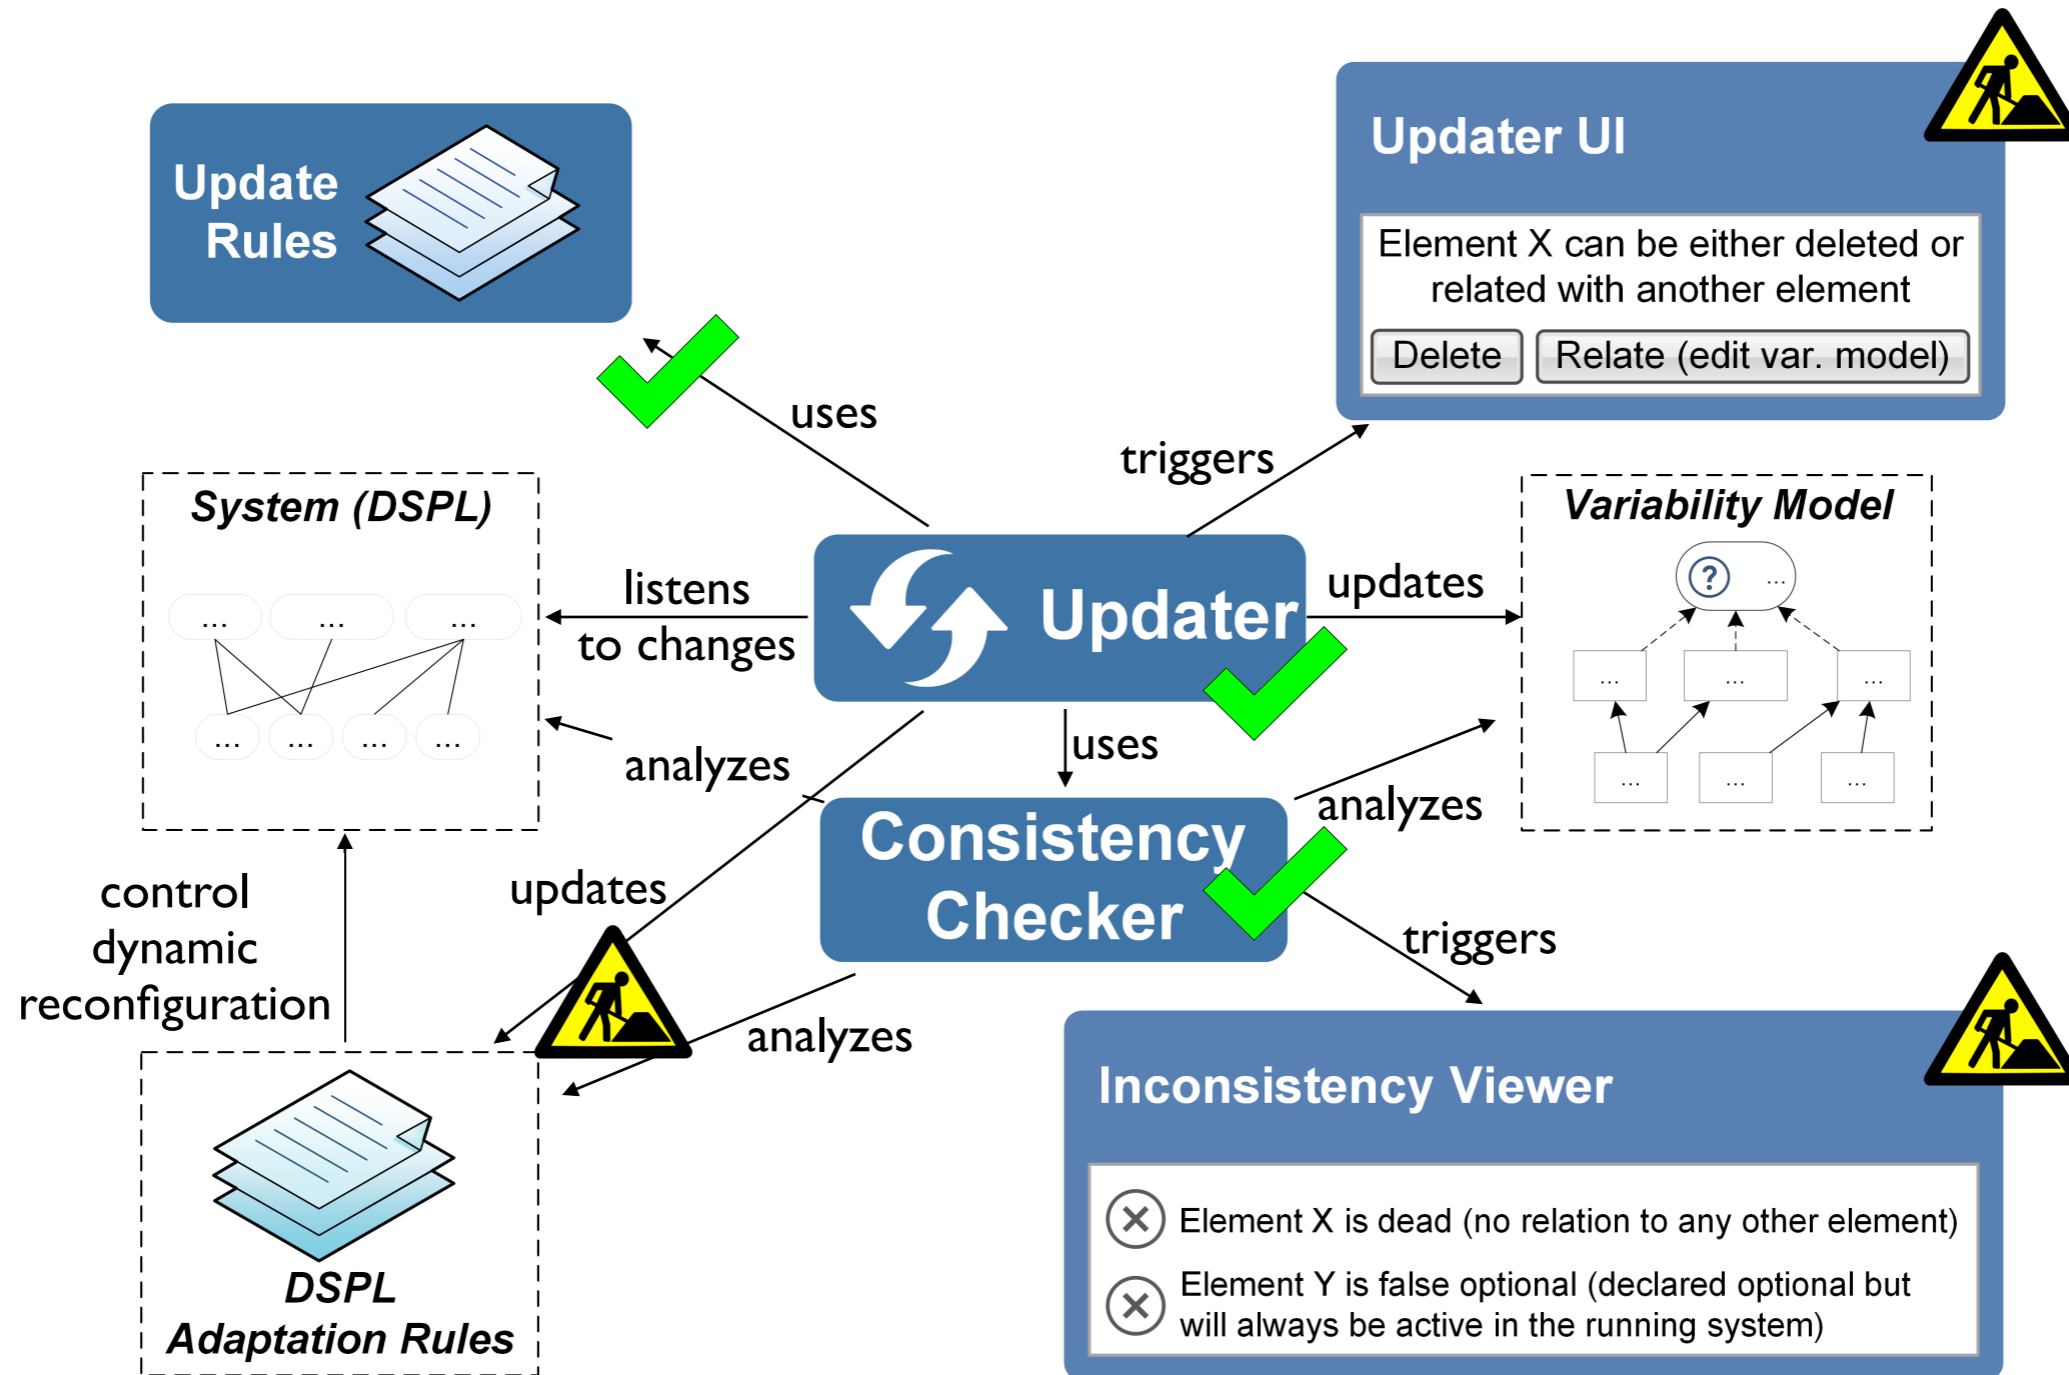 Update
Rules
Updater UI
Element X can be either deleted or
related with another element
Delete
Relate (edit var. model)
uses
triggers
System (DSPL)
...
...
...
...
...
...
...
listens
to changes
Updater
updates
Variability Model
?
...
...
...
...
...
...
...
analyzes
uses
analyzes
Consistency
Checker
control
dynamic
reconfiguration
updates
triggers
analyzes
DSPL
Adaptation Rules
Inconsistency Viewer
Element X is dead (no relation to any other element)
Element Y is false optional (declared optional but
will always be active in the running system)